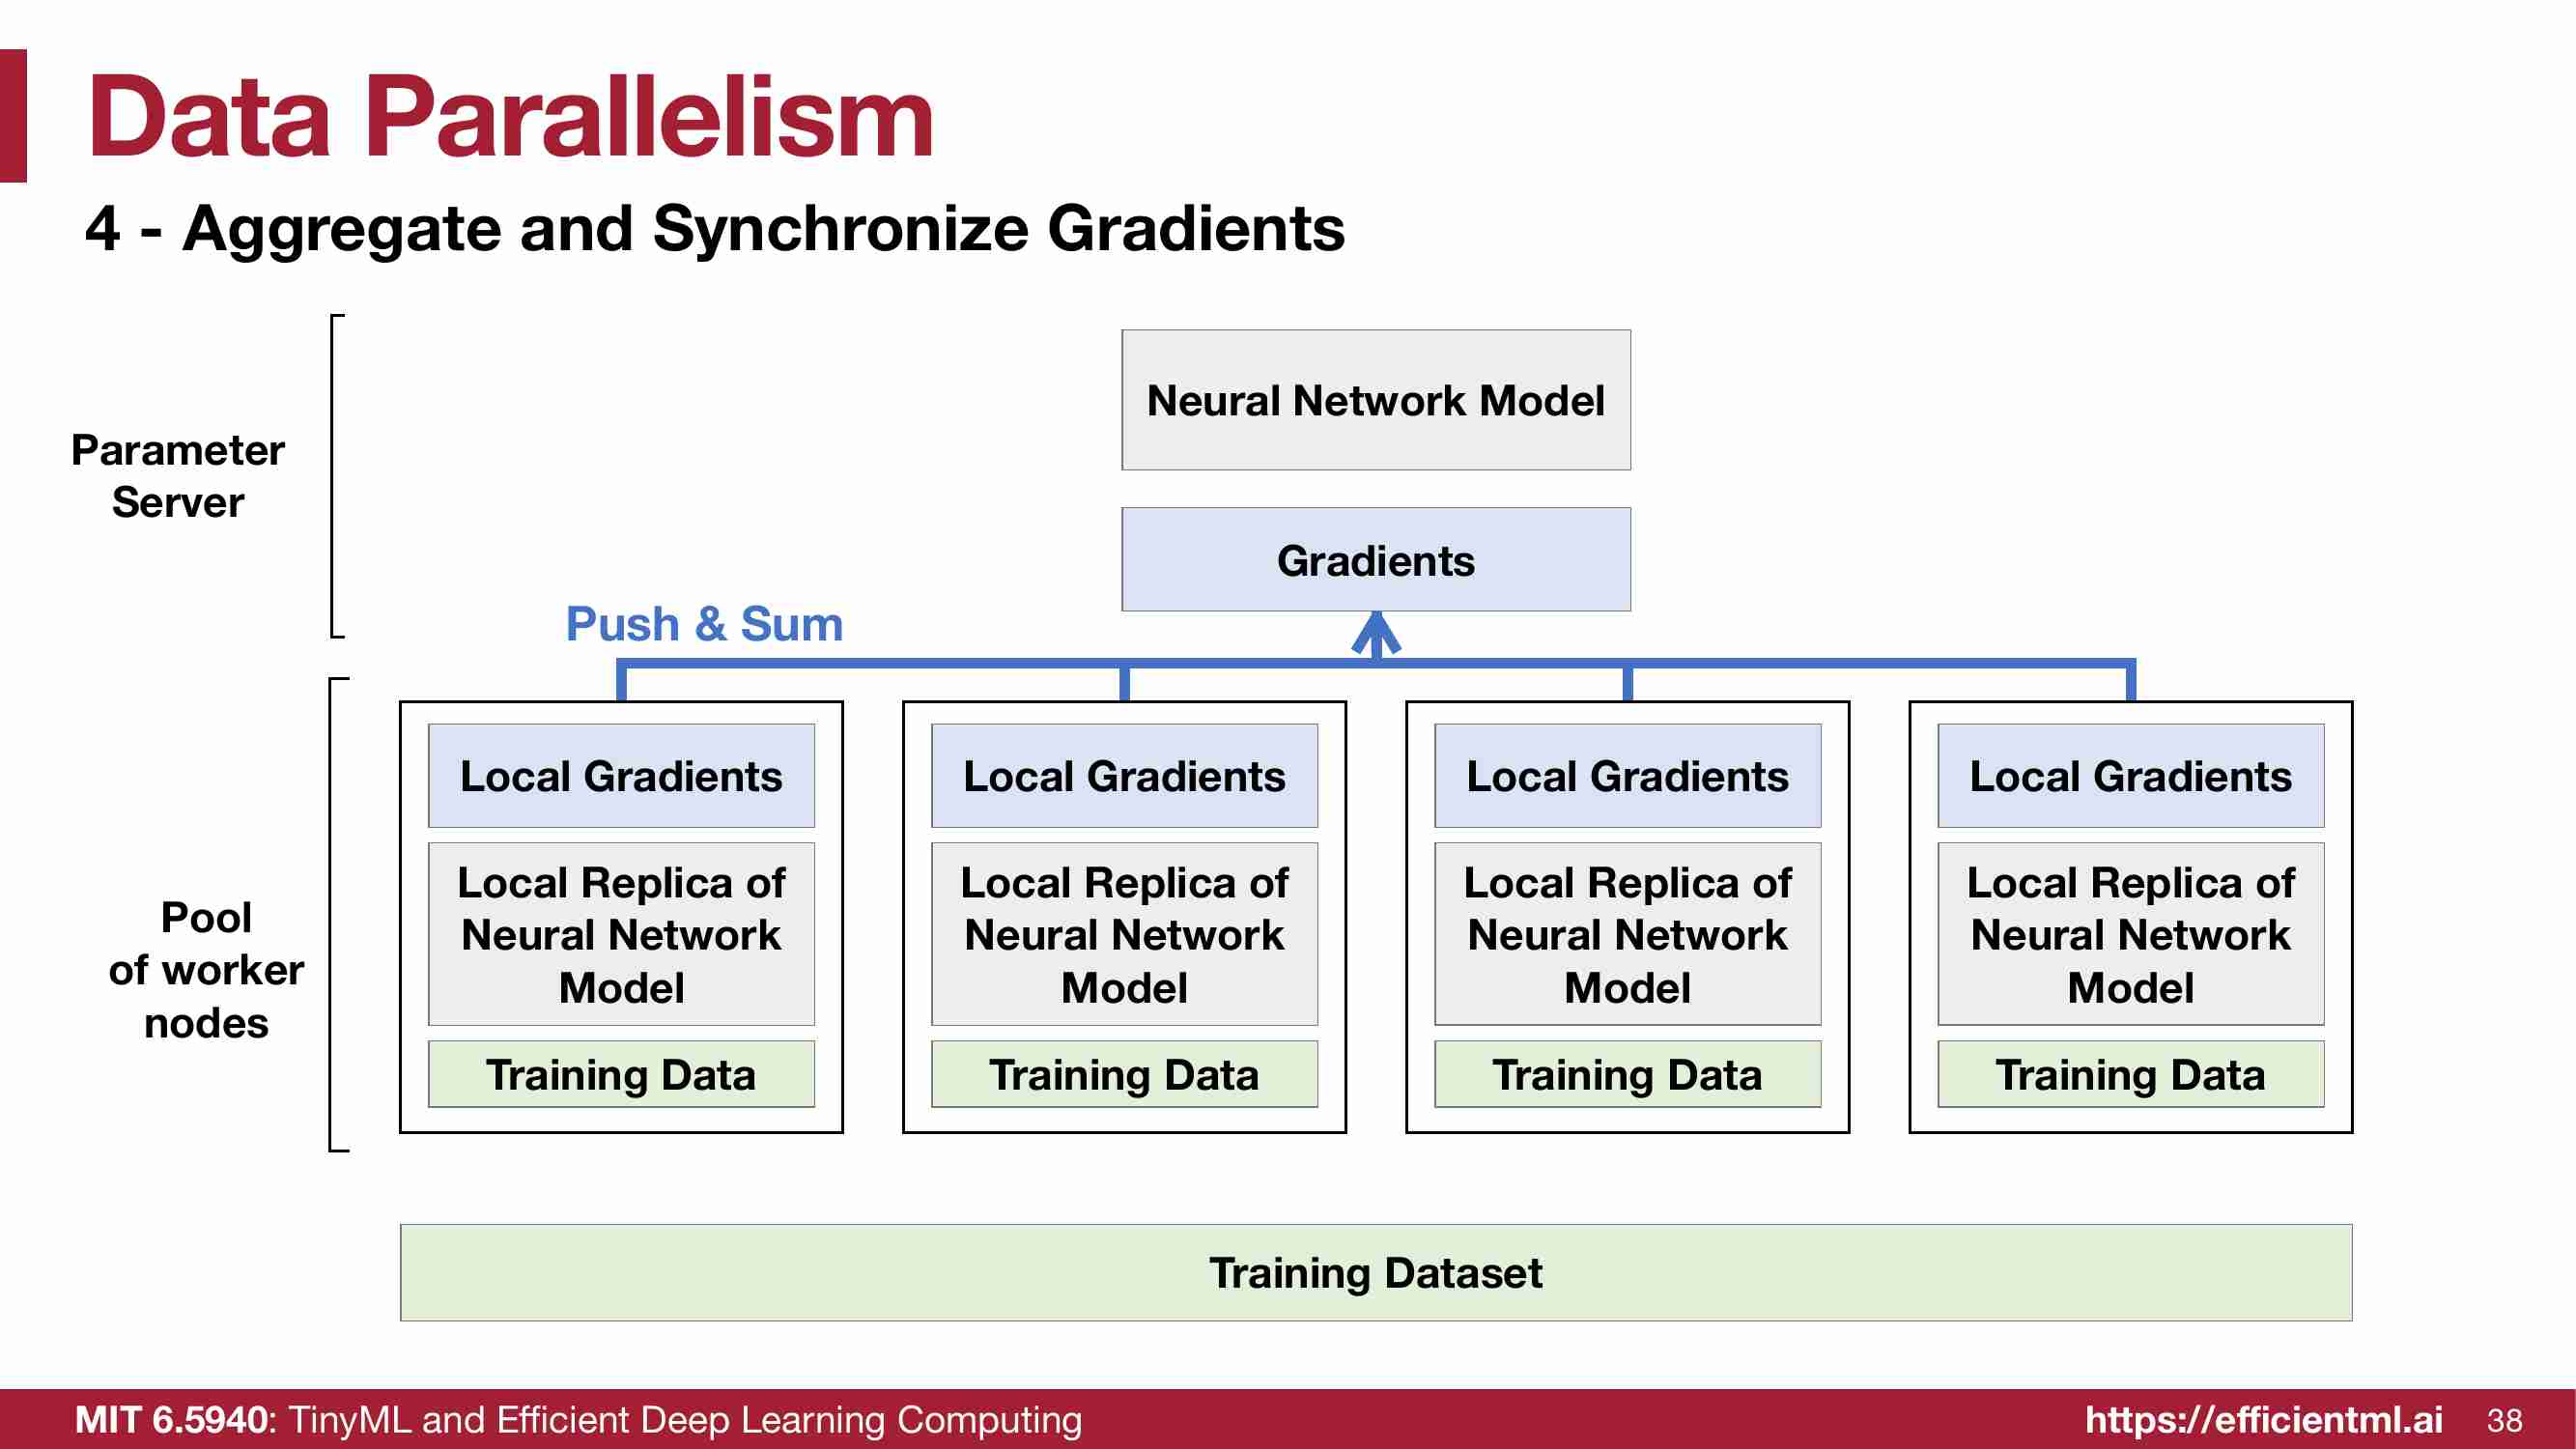 Data Parallelism
4 - Aggregate and Synchronize Gradients
Parameter
Server
Neural Network Model
Gradients
Push & Sum
Pool
of worker
nodes
Local Gradients
Local Replica of
Neural Network
Model
Training Data
Local Gradients
Local Replica of
Neural Network
Model
Training Data
Local Gradients
Local Replica of
Neural Network
Model
Training Data
Local Gradients
Local Replica of
Neural Network
Model
Training Data
Training Dataset
MIT 6.5940: TinyML and Efficient Deep Learning Computing
https://efficientml.ai
38